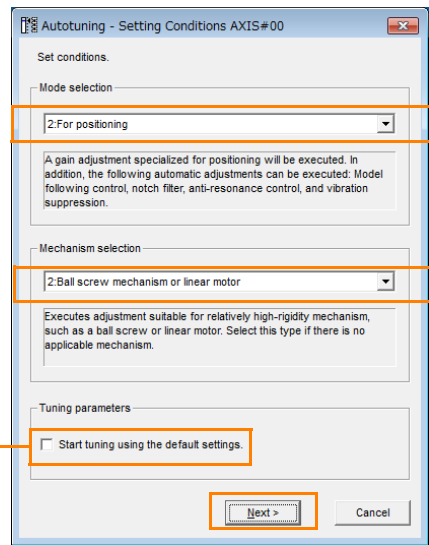 Autotuning - Setting Conditions AXIS#00
Set conditions.
Mode selection
2:For positioning
A gain adjustment specialized for positioning will be executed. In
addition, the following automatic adjustments can be executed: Model
following control, notch filter, anti-resonance control, and vibration
suppression.
Mechanism selection
2:Ball screw mechanism or linear motor
Executes adjustment suitable for relatively high-rigidity mechanism,
such as a ball screw or linear motor. Select this type if there is no
applicable mechanism.
Tuning parameters
Start tuning using the default settings.
Next >
Cancel